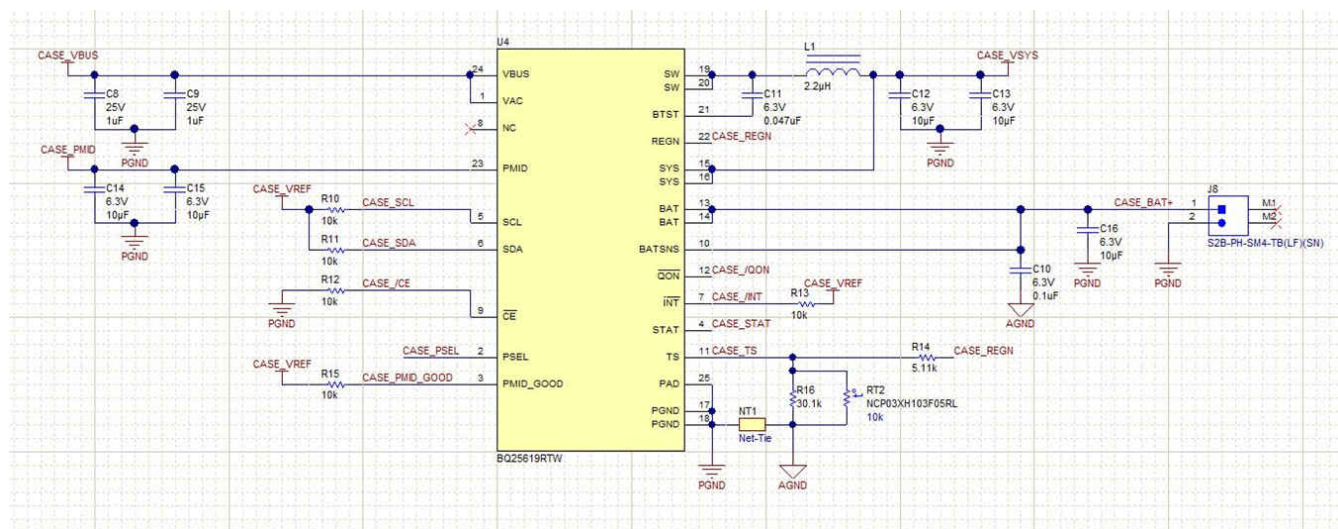 U4
CASE_VBUS
24 VBUS
C8
25V
1uF
C9
25V
1uF
1 VAC
8 NC
PGND
CASE_PMID
23 PMID
C14
6.3V
10µF
C15
6.3V
10µF
PGND
CASE_VREF
R10
10k
CASE_SCL
5 SCL
R11
10k
CASE_SDA
6 SDA
R12
10k
CASE_/CE
PGND
9 CE
CASE_PSEL
2 PSEL
CASE_VREF
R15
10k
CASE_PMID_GOOD
3 PMID_GOOD
BQ25619RTW
SW 19
SW 20
L1
2.2µH
CASE_VSYS
C11
6.3V
0.047uF
C12
6.3V
10µF
C13
6.3V
10µF
PGND
BTST 21
REGN 22 CASE_REGN
SYS 15
SYS 16
BAT 13
BAT 14
CASE_BAT+
J8
1
2
M1
M2
S2B-PH-SM4-TB(LF)(SN)
BATSNS 10
C16
6.3V
10µF
PGND
PGND
C10
6.3V
0.1uF
AGND
QON 12 CASE_/QON
INT 7 CASE_/INT
R13
10k
CASE_VREF
STAT 4 CASE_STAT
TS 11 CASE_TS
R14
5.11k
CASE_REGN
PAD 25
R16
30.1k
RT2
NCP03XH103F05RL
10k
PGND 17
PGND 18
NT1
Net-Tie
PGND
AGND